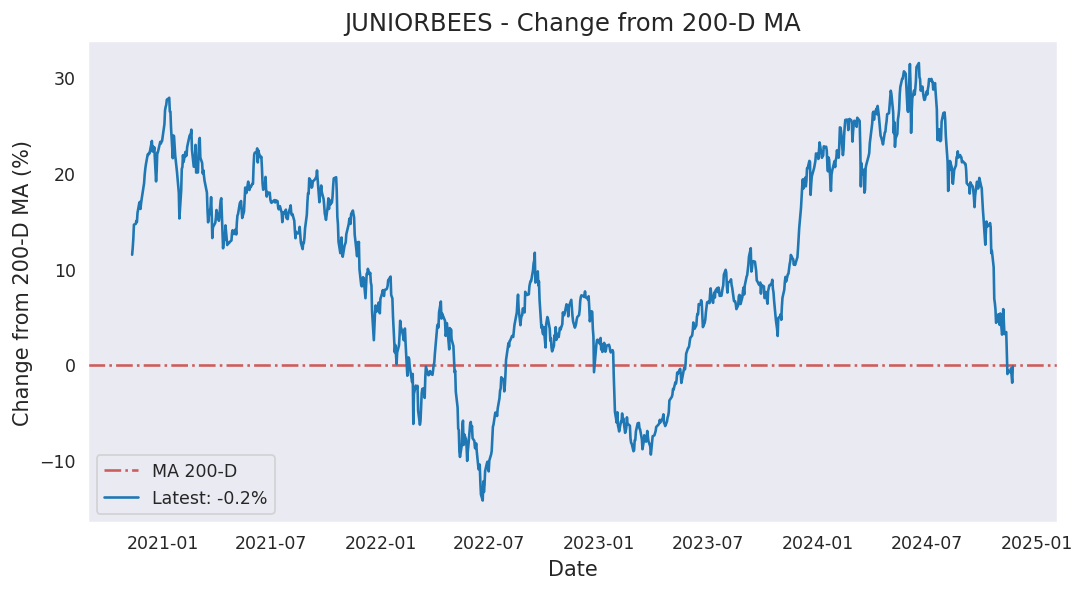 JUNIORBEES - Change from 200-D MA
Change from 200-D MA (%)
30
20
10
0
−10
MA 200-D
Latest: -0.2%
2021-01 2021-07 2022-01 2022-07 2023-01 2023-07 2024-01 2024-07 2025-01
Date